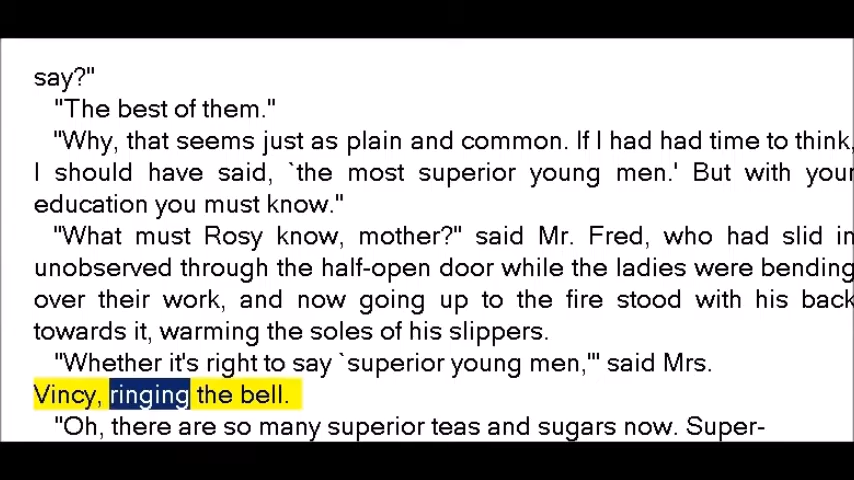 say?"
"The best of them."
"Why, that seems just as plain and common. If I had had time to think,
I should have said, `the most superior young men.' But with your
education you must know."
"What must Rosy know, mother?" said Mr. Fred, who had slid in
unobserved through the half-open door while the ladies were bending
over their work, and now going up to the fire stood with his back
towards it, warming the soles of his slippers.
"Whether it's right to say `superior young men,'" said Mrs.
Vincy, ringing the bell.
"Oh, there are so many superior teas and sugars now. Super-